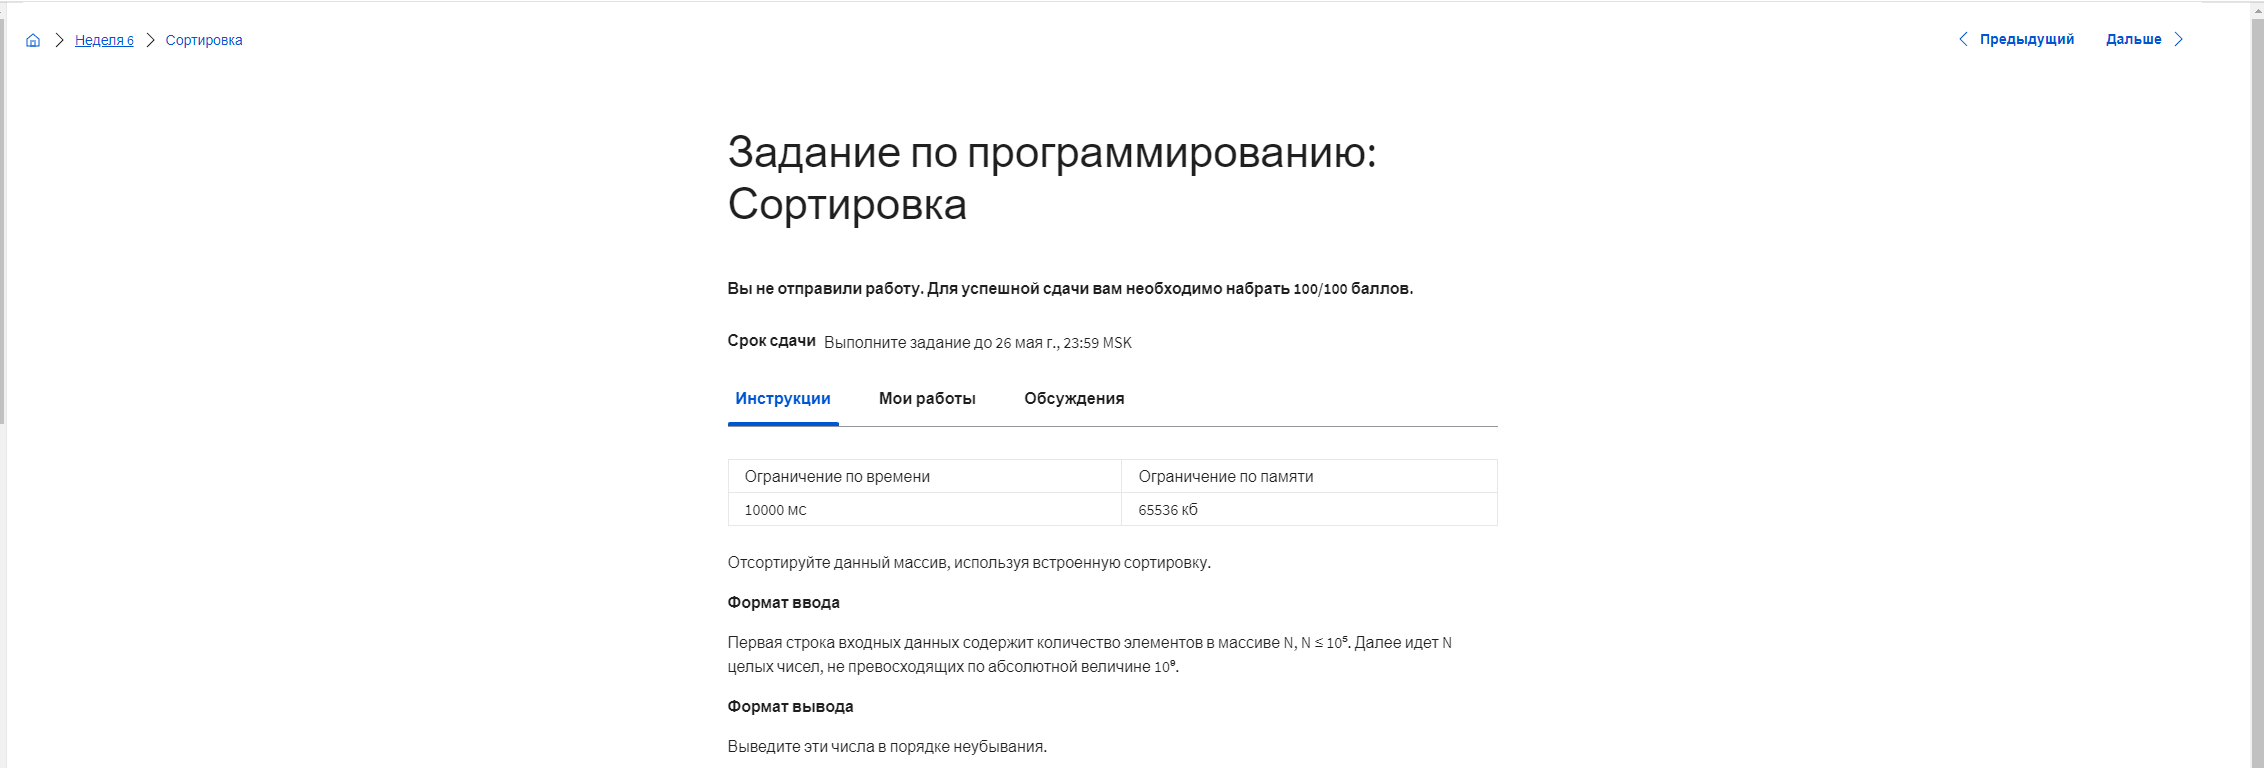 Неделя 6 Сортировка Предыдущий Дальше
Задание по программированию:
Сортировка
Вы не отправили работу. Для успешной сдачи вам необходимо набрать 100/100 баллов.
Срок сдачи Выполните задание до 26 мая г., 23:59 MSK
Инструкции Мои работы Обсуждения
Ограничение по времени Ограничение по памяти
10000 мс 65536 кб
Отсортируйте данный массив, используя встроенную сортировку.
Формат ввода
Первая строка входных данных содержит количество элементов в массиве N, N ≤ 10⁵. Далее идет N
целых чисел, не превосходящих по абсолютной величине 10⁹.
Формат вывода
Выведите эти числа в порядке неубывания.